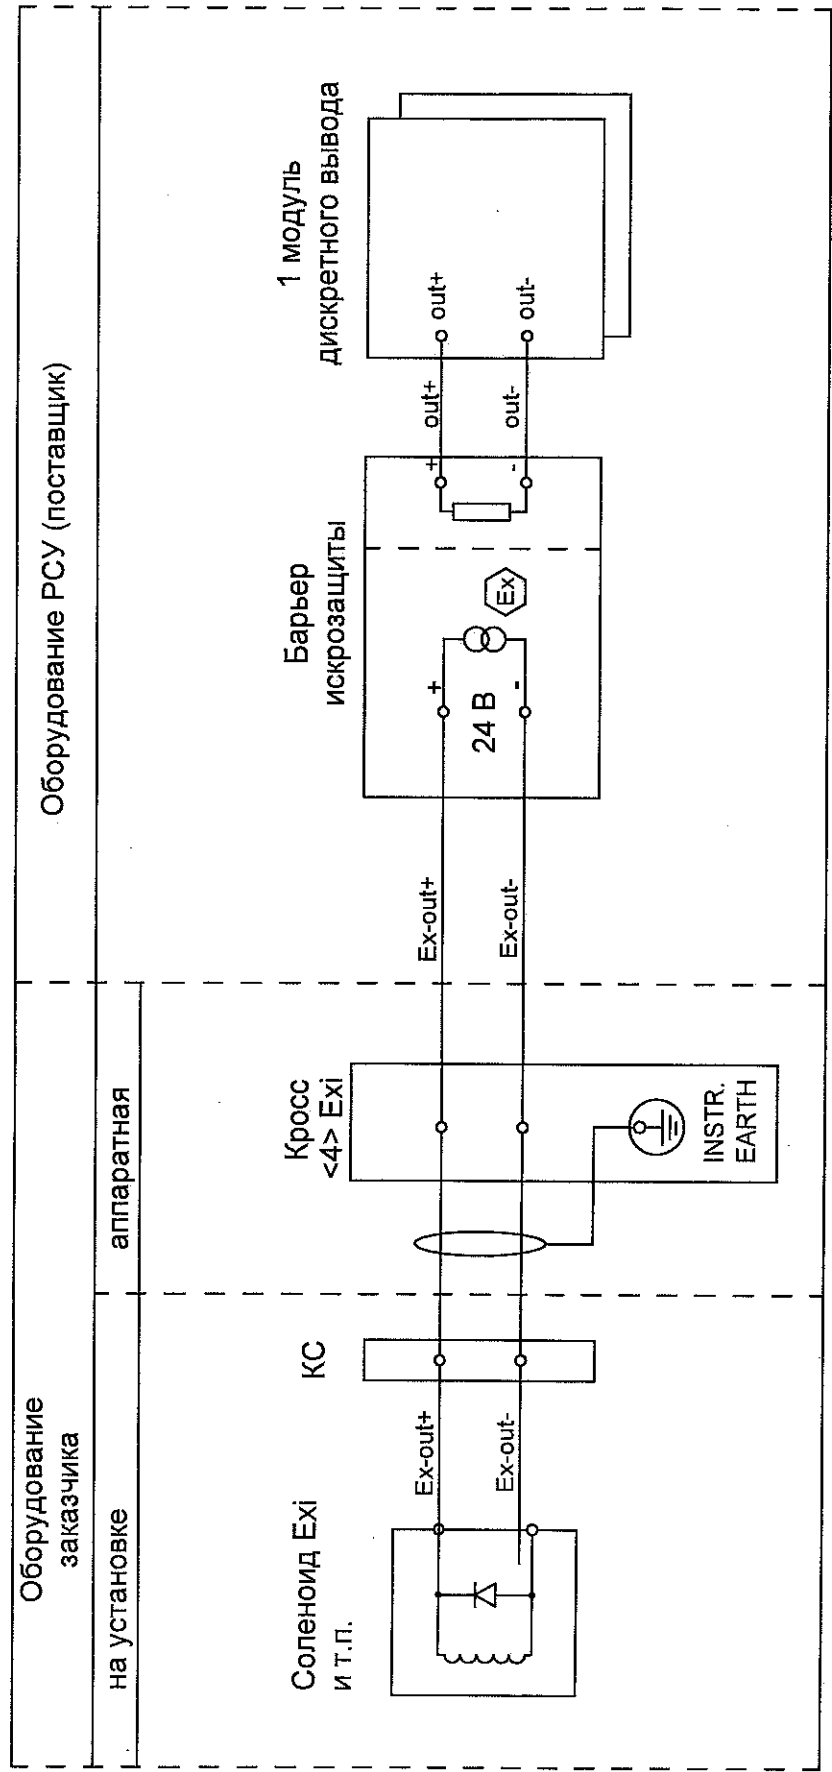 Оборудование
заказчика
Оборудование РСУ (поставщик)
на установке
аппаратная
Соленоид Exi
и т.п.
КС
Кросс
<4> Exi
Барьер
искрозащиты
1 модуль
дискретного вывода
Ex-out+
Ex-out-
Ex-out+
Ex-out-
INSTR.
EARTH
+
-
24 В
Ex
+
-
out+
out-
out+
out-